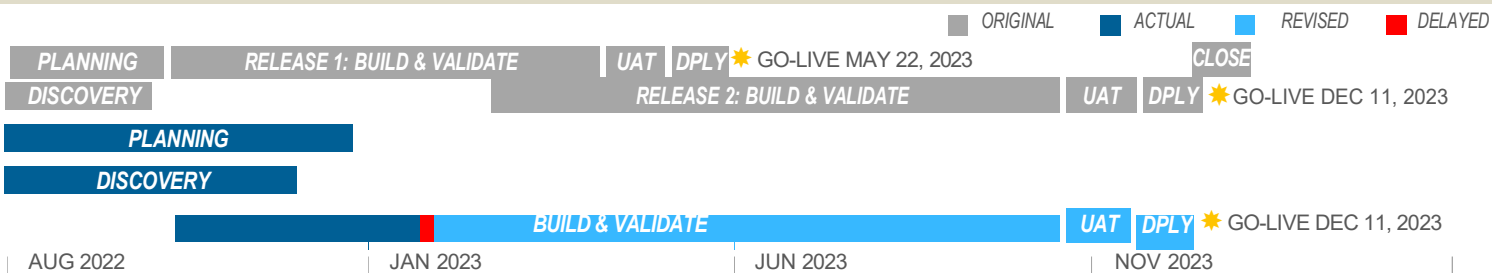 ORIGINAL ACTUAL REVISED DELAYED
PLANNING RELEASE 1: BUILD & VALIDATE UAT DPLY GO-LIVE MAY 22, 2023 CLOSE
DISCOVERY RELEASE 2: BUILD & VALIDATE UAT DPLY GO-LIVE DEC 11, 2023
PLANNING
DISCOVERY
BUILD & VALIDATE UAT DPLY GO-LIVE DEC 11, 2023
AUG 2022 JAN 2023 JUN 2023 NOV 2023